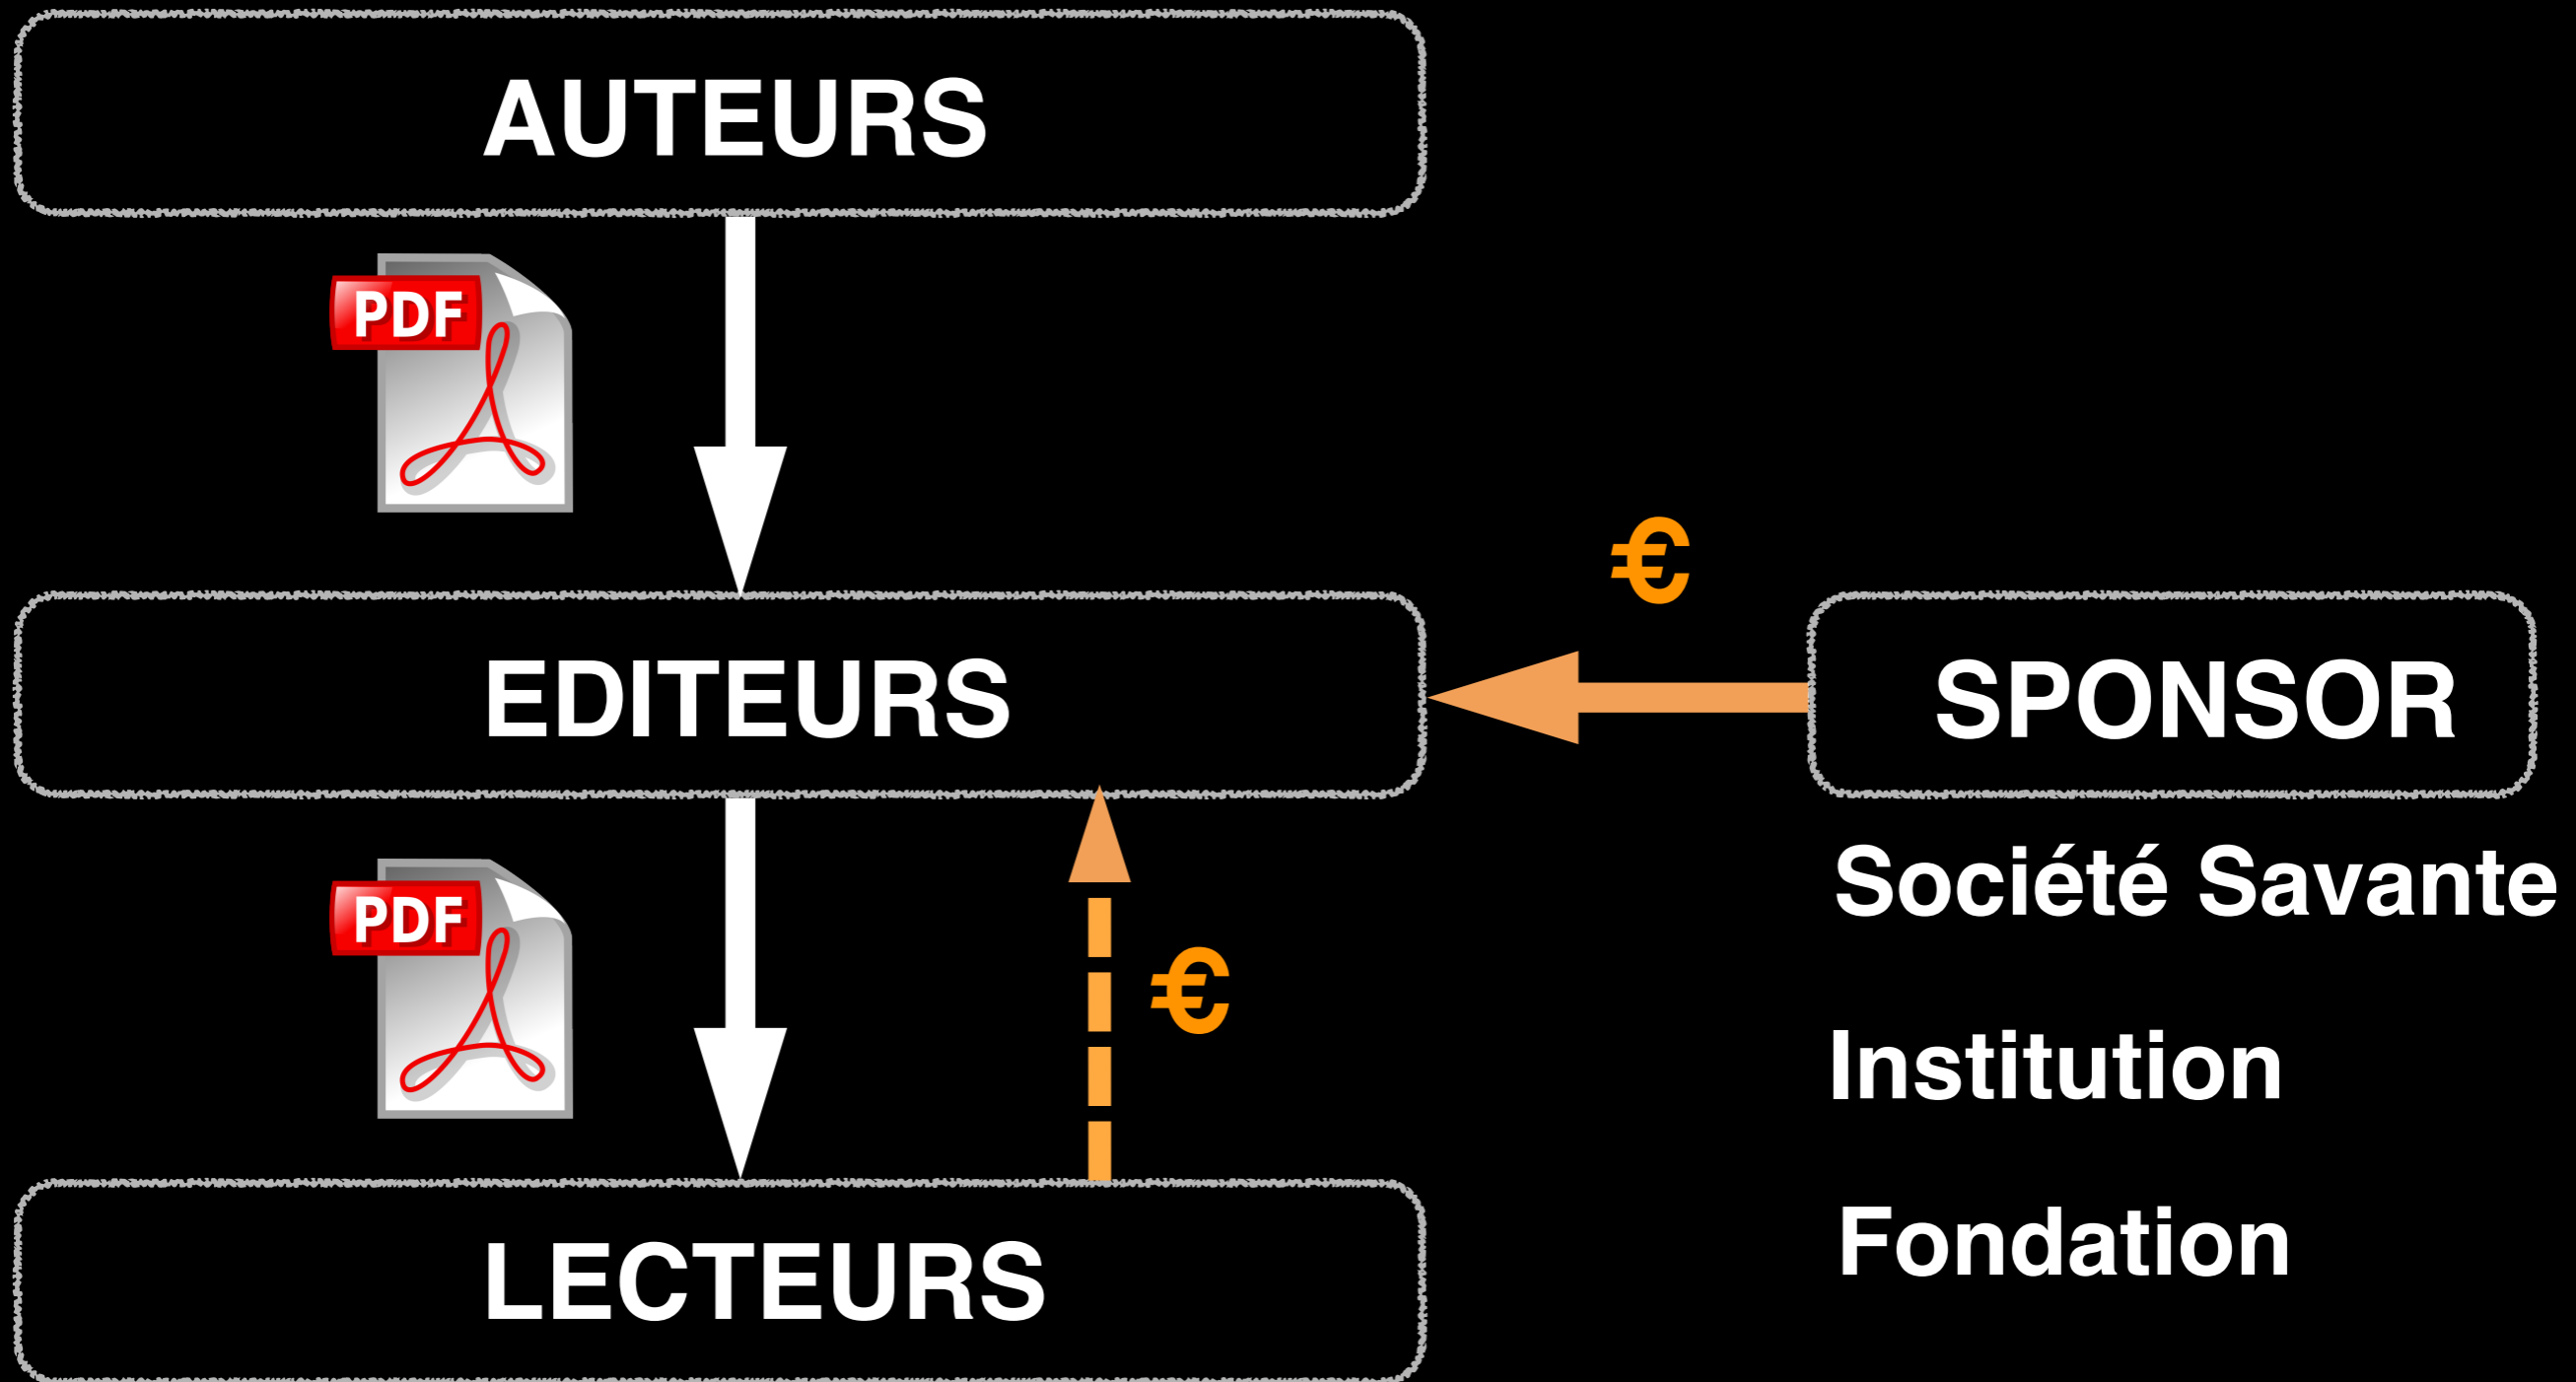 AUTEURS
PDF
€
EDITEURS
SPONSOR
Société Savante
PDF
€
Institution
Fondation
LECTEURS